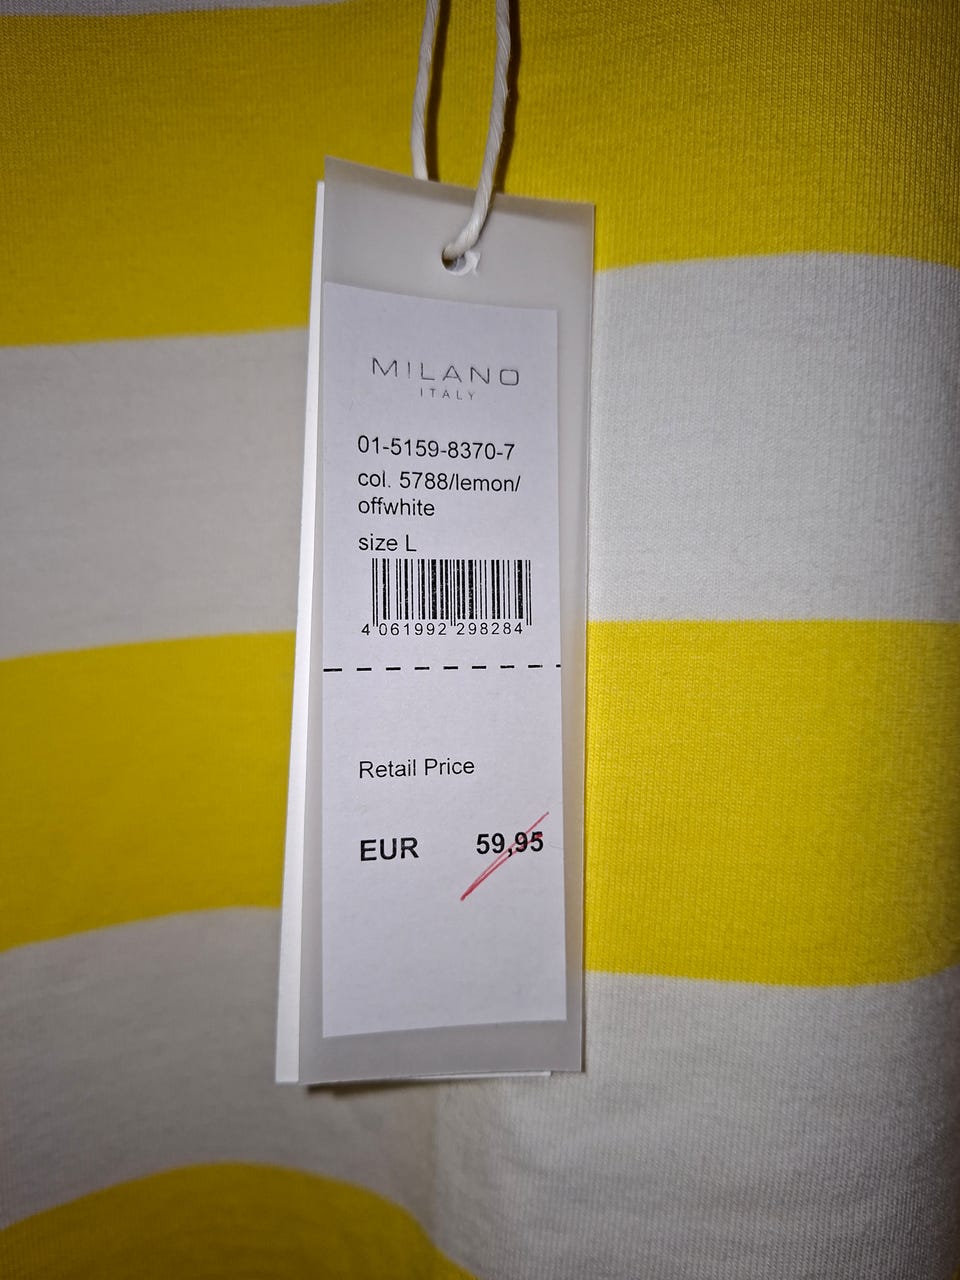 MILANO
ITALY
01-5159-8370-7
col. 5788/lemon/
offwhite
size L
4 061992 298284
Retail Price
EUR 59,95